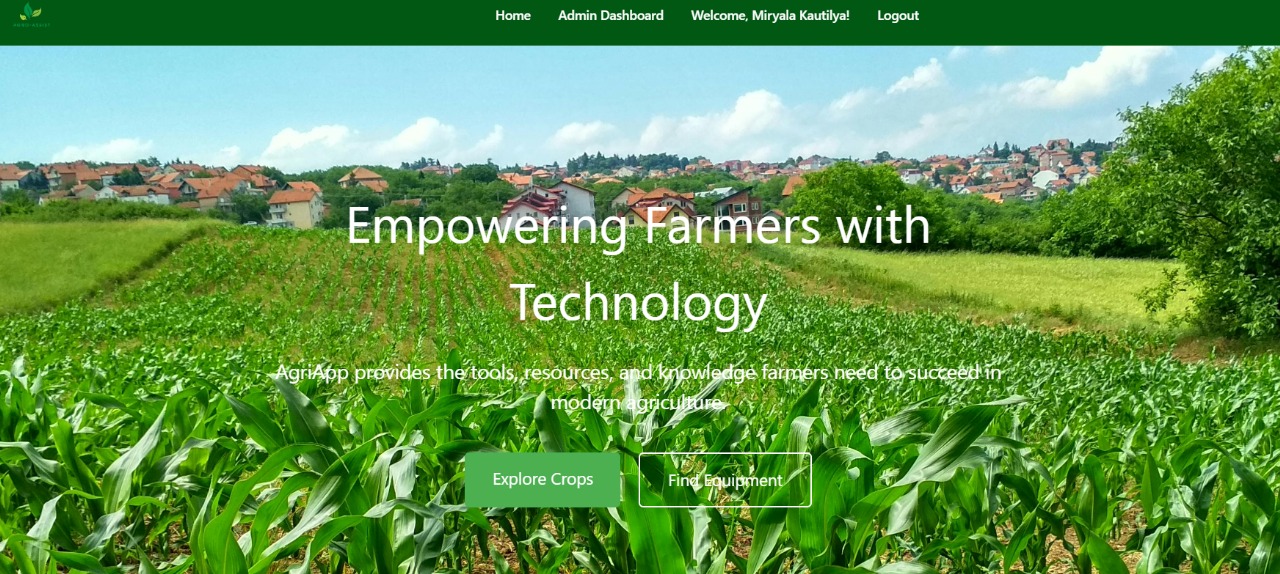 Home Admin Dashboard Welcome, Miryala Kautilya! Logout
Empowering Farmers with
Technology
AgriApp provides the tools, resources, and knowledge farmers need to succeed in
modern agriculture.
Explore Crops Find Equipment